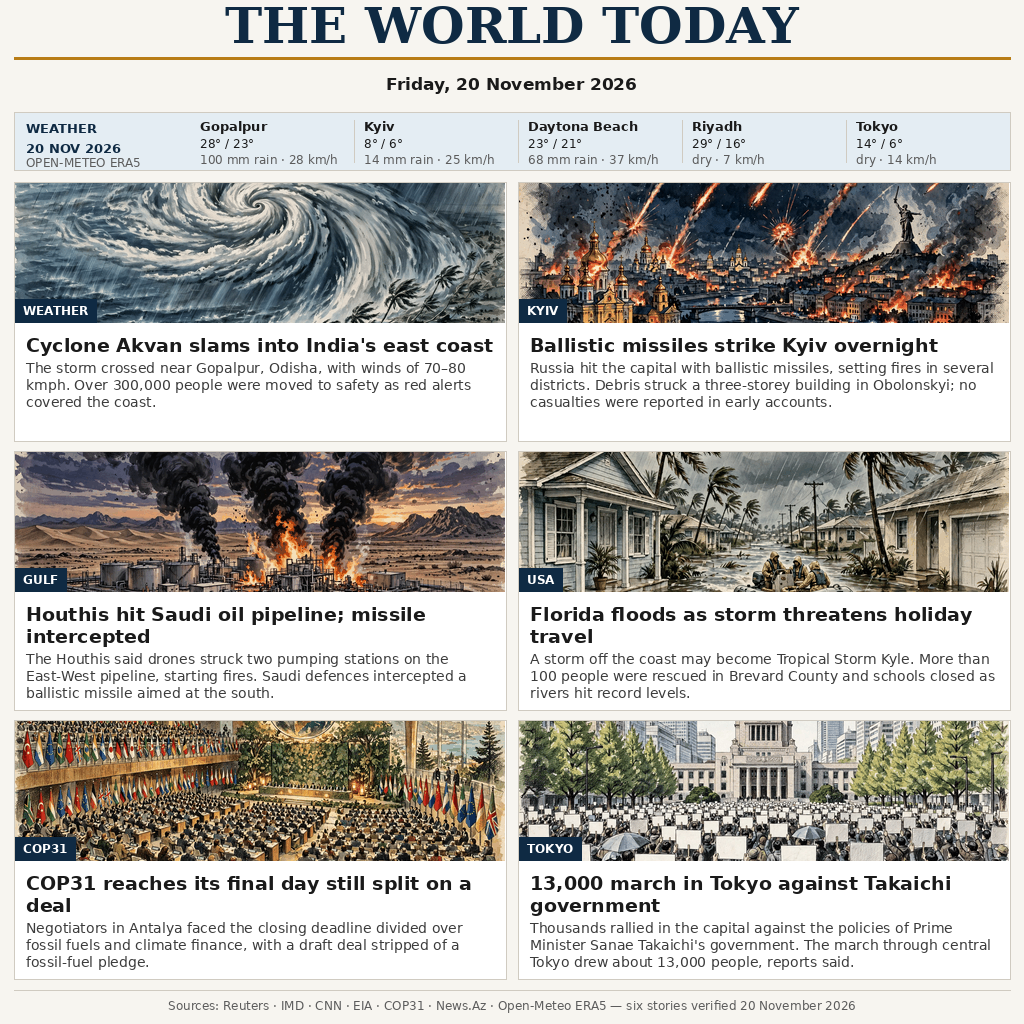 THE WORLD TODAY
Friday, 20 November 2026
WEATHER
20 NOV 2026
OPEN-METEO ERA5
Gopalpur
28° / 23°
100 mm rain · 28 km/h
Kyiv
8° / 6°
14 mm rain · 25 km/h
Daytona Beach
23° / 21°
68 mm rain · 37 km/h
Riyadh
29° / 16°
dry · 7 km/h
Tokyo
14° / 6°
dry · 14 km/h
WEATHER
Cyclone Akvan slams into India's east coast
The storm crossed near Gopalpur, Odisha, with winds of 70–80
kmph. Over 300,000 people were moved to safety as red alerts
covered the coast.
KYIV
Ballistic missiles strike Kyiv overnight
Russia hit the capital with ballistic missiles, setting fires in several
districts. Debris struck a three-storey building in Obolonskyi; no
casualties were reported in early accounts.
GULF
Houthis hit Saudi oil pipeline; missile
intercepted
The Houthis said drones struck two pumping stations on the
East-West pipeline, starting fires. Saudi defences intercepted a
ballistic missile aimed at the south.
USA
Florida floods as storm threatens holiday
travel
A storm off the coast may become Tropical Storm Kyle. More than
100 people were rescued in Brevard County and schools closed as
rivers hit record levels.
COP31
COP31 reaches its final day still split on a
deal
Negotiators in Antalya faced the closing deadline divided over
fossil fuels and climate finance, with a draft deal stripped of a
fossil-fuel pledge.
TOKYO
13,000 march in Tokyo against Takaichi
government
Thousands rallied in the capital against the policies of Prime
Minister Sanae Takaichi's government. The march through central
Tokyo drew about 13,000 people, reports said.
Sources: Reuters · IMD · CNN · EIA · COP31 · News.Az · Open-Meteo ERA5 — six stories verified 20 November 2026